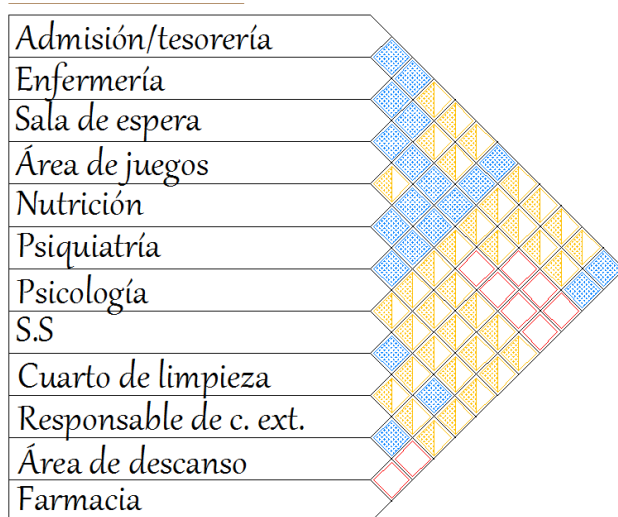 Admisión/tesorería
Enfermería
Sala de espera
Área de juegos
Nutrición
Psiquiatría
Psicología
S.S
Cuarto de limpieza
Responsable de c. ext.
Área de descanso
Farmacia